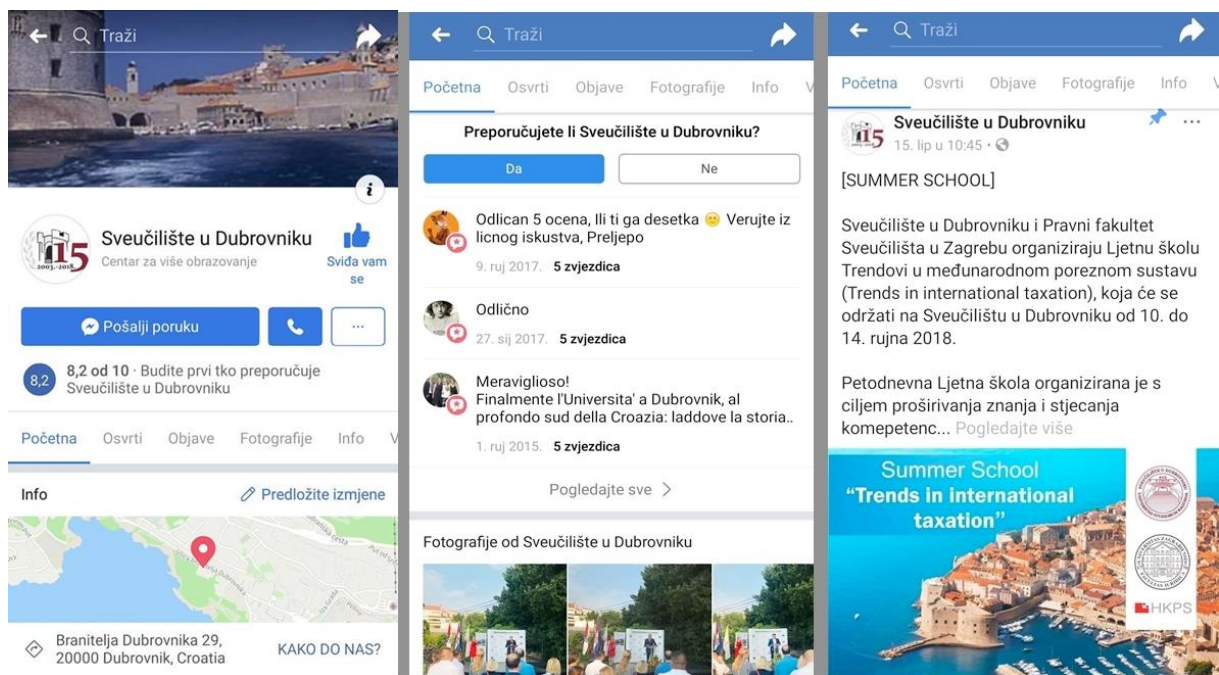 Traži
15
2003.-2018.
Sveučilište u Dubrovniku
Centar za više obrazovanje
Sviđa vam
se
Pošalji poruku
...
8,2
8,2 od 10 · Budite prvi tko preporučuje
Sveučilište u Dubrovniku
Početna Osvrti Objave Fotografije Info V
Info
Predložite izmjene
Branitelja Dubrovnika 29,
20000 Dubrovnik, Croatia
KAKO DO NAS?
Traži
Početna Osvrti Objave Fotografije Info V
Preporučujete li Sveučilište u Dubrovniku?
Da
Ne
Odlican 5 ocena, Ili ti ga desetka 🙂 Verujte iz
licnog iskustva, Preljepo
9. ruj 2017. 5 zvjezdica
Odlično
27. sij 2017. 5 zvjezdica
Meraviglioso!
Finalmente l'Universita' a Dubrovnik, al
profondo sud della Croazia: laddove la storia..
1. ruj 2015. 5 zvjezdica
Pogledajte sve >
Fotografije od Sveučilište u Dubrovniku
Traži
Početna Osvrti Objave Fotografije Info V
15
Sveučilište u Dubrovniku
15. lip u 10:45 ·
...
[SUMMER SCHOOL]
Sveučilište u Dubrovniku i Pravni fakultet
Sveučilišta u Zagrebu organiziraju Ljetnu školu
Trendovi u međunarodnom poreznom sustavu
(Trends in international taxation), koja će se
održati na Sveučilištu u Dubrovniku od 10. do
14. rujna 2018.
Petodnevna Ljetna škola organizirana je s
ciljem proširivanja znanja i stjecanja
komepetenc... Pogledajte više
Summer School
“Trends in international
taxation”
HKPS